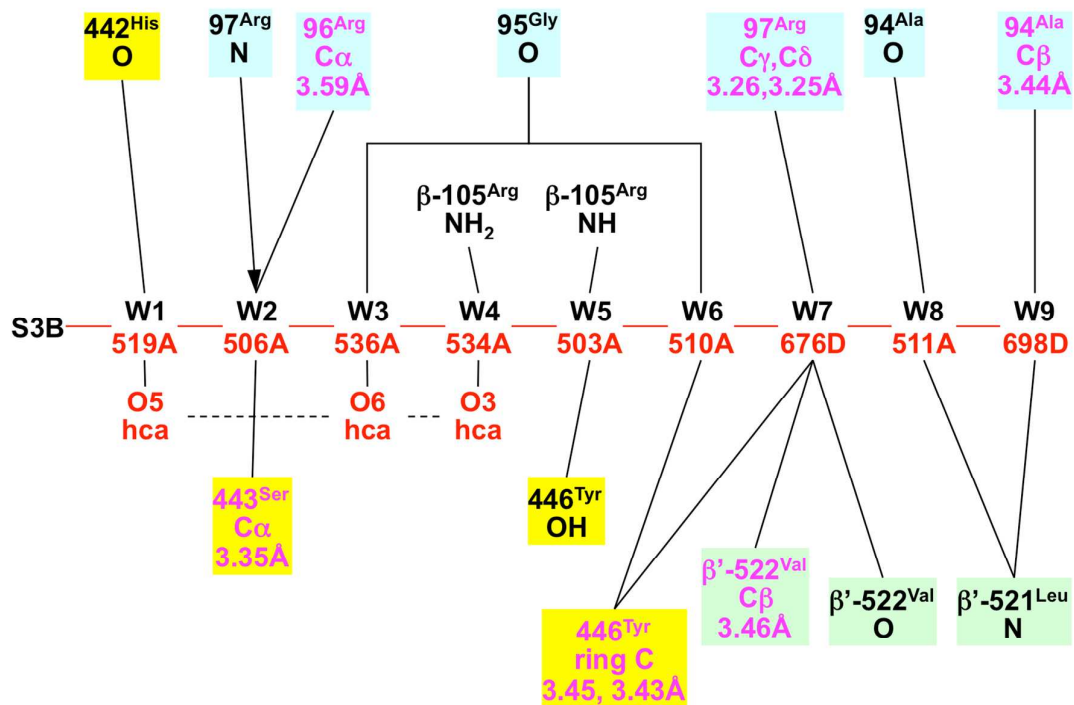 442His 97Arg 96Arg 95Gly 97Arg 94Ala 94Ala
O N Cα O Cγ,Cδ O Cβ
3.59Å 3.26,3.25Å 3.44Å
β-105Arg β-105Arg
NH₂ NH
W1 W2 W3 W4 W5 W6 W7 W8 W9
S3B
519A 506A 536A 534A 503A 510A 676D 511A 698D
O5 O6 O3
hca hca hca
443Ser 446Tyr
Cα OH
3.35Å
β’-522Val β’-522Val β’-521Leu
Cβ O N
3.46Å
446Tyr
ring C
3.45, 3.43Å